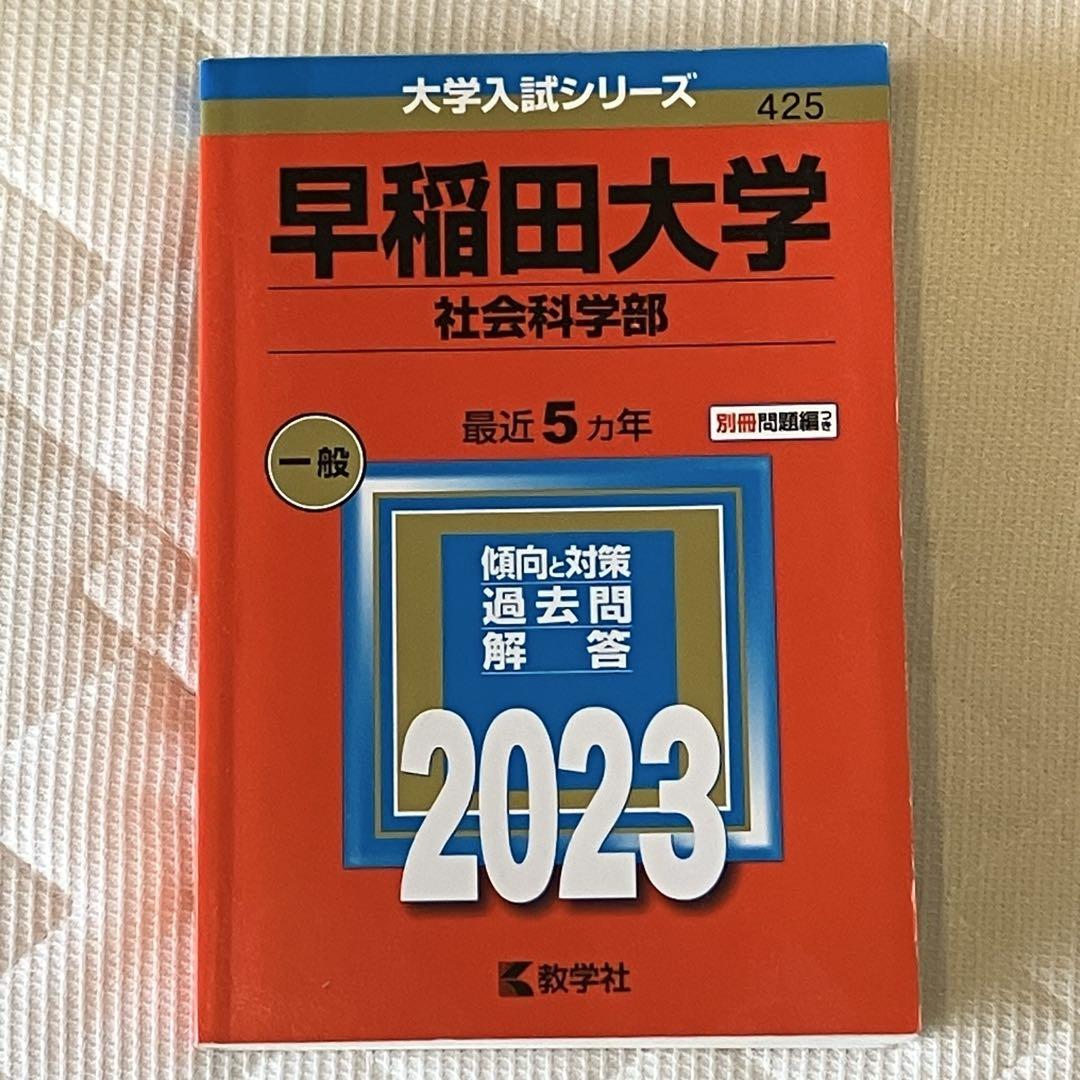 大学入試シリーズ
425
早稲田大学
社会科学部
最近5ヵ年
別冊問題編つき
一般
傾向と対策
過去問
解答
2023
教学社